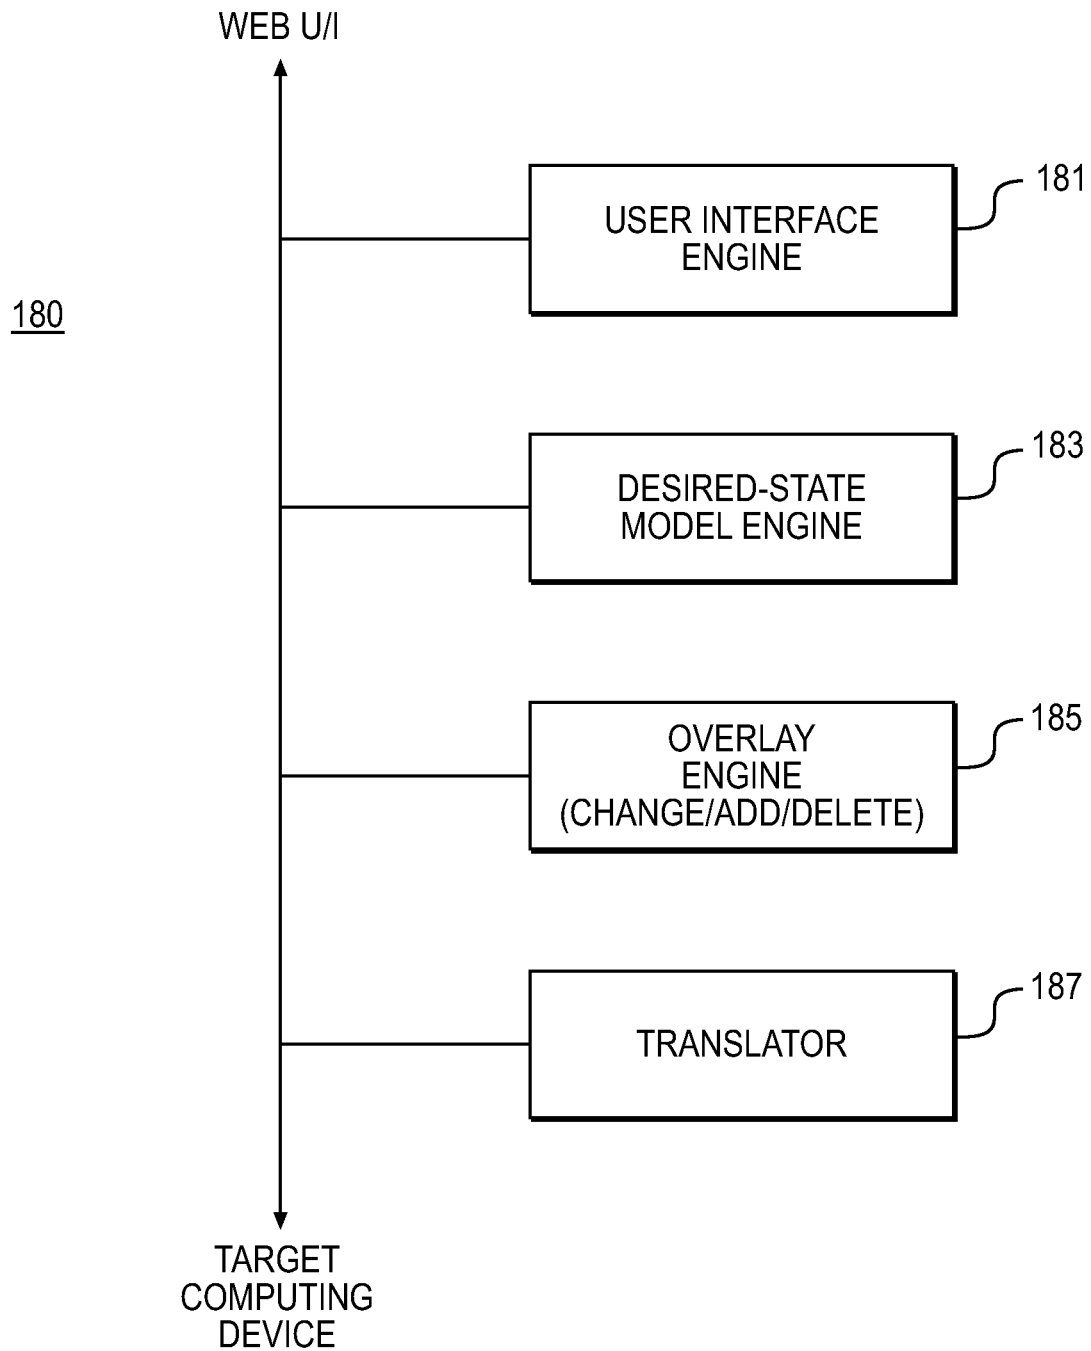 WEB U/I
181
USER INTERFACE
ENGINE
180
183
DESIRED-STATE
MODEL ENGINE
185
OVERLAY
ENGINE
(CHANGE/ADD/DELETE)
187
TRANSLATOR
TARGET
COMPUTING
DEVICE